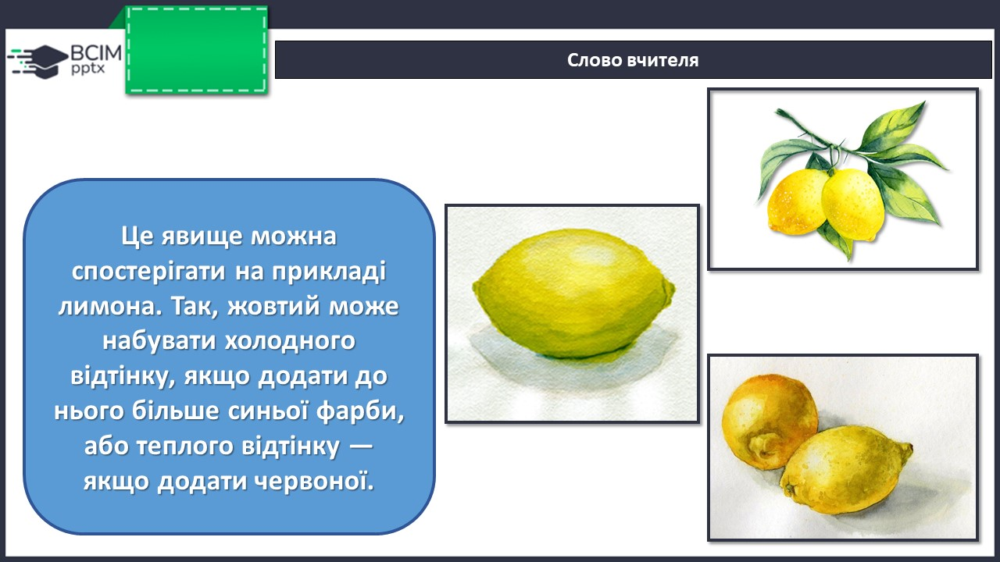 ВСІМ
pptx
Слово вчителя
Це явище можна
спостерігати на прикладі
лимона. Так, жовтий може
набувати холодного
відтінку, якщо додати до
нього більше синьої фарби,
або теплого відтінку —
якщо додати червоної.